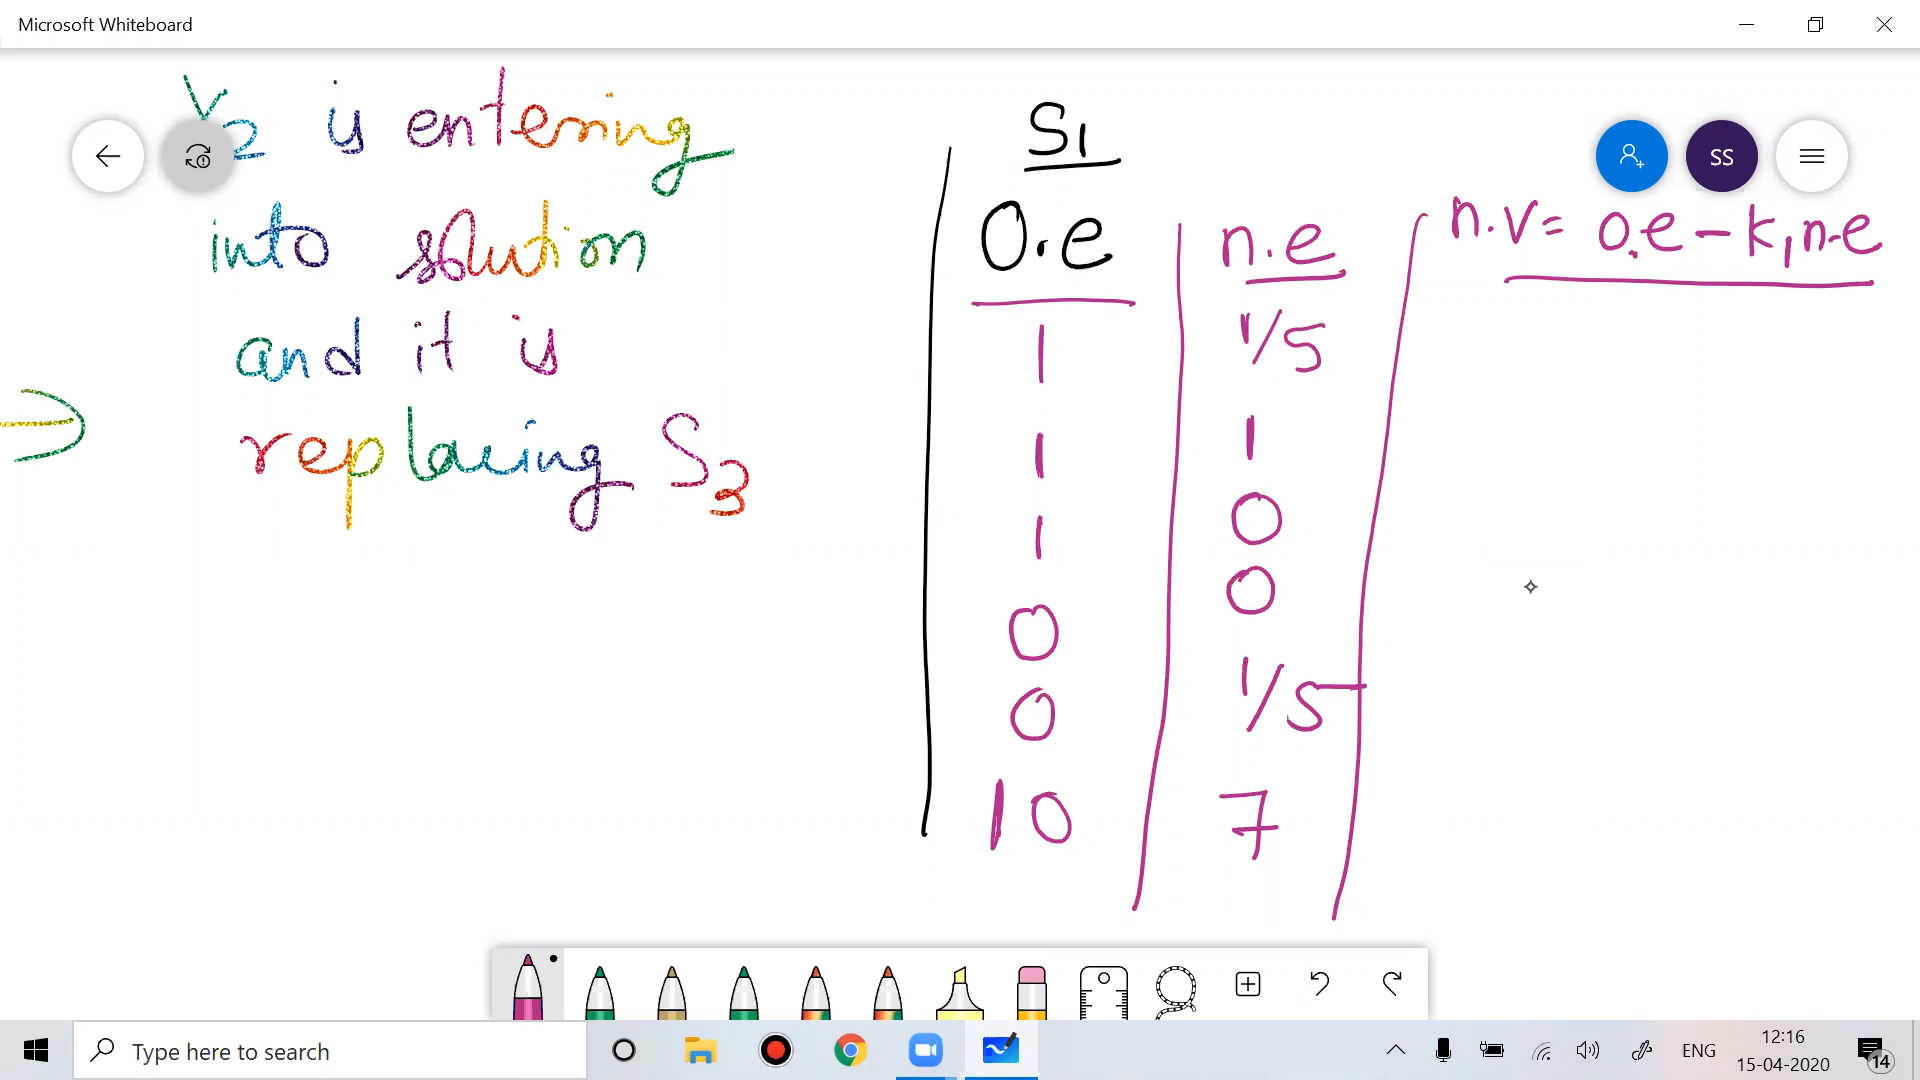 Microsoft Whiteboard
V2 is entering
into solution
and it is
replacing S3
S1
O.e
1
1
1
0
0
10
n.e
1/5
1
0
0
1/5
7
n.v= o.e - k1n-e
SS
Type here to search
ENG
12:16
15-04-2020
14